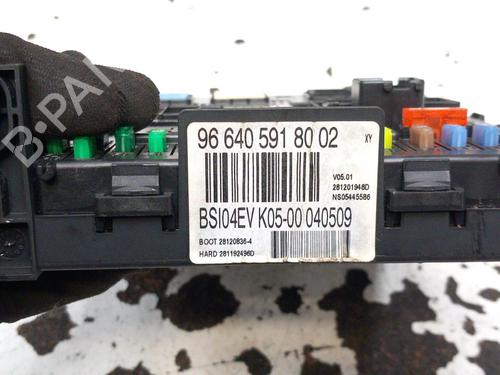 96 640 591 80 02
XY
V05.01
281201948D
NS05445586
BSI04EV K05-00 040509
BOOT 28120836-4
HARD 281192496D
B-PA